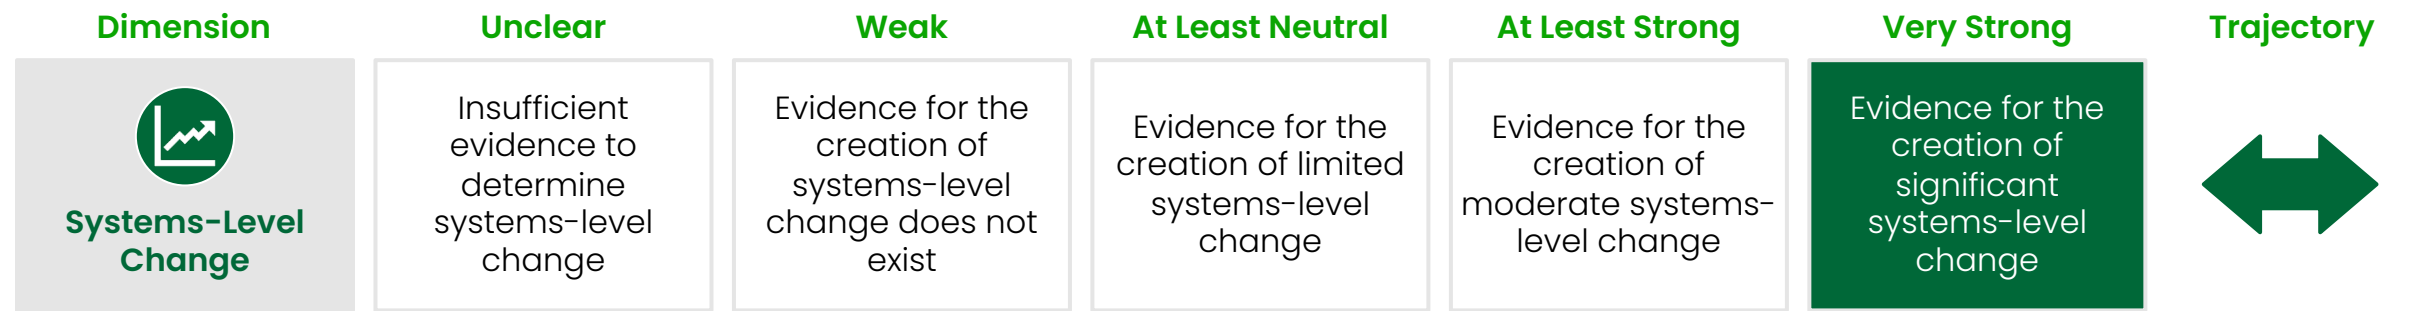 Dimension
Unclear
Weak
At Least Neutral
At Least Strong
Very Strong
Trajectory
Systems-Level
Change
Insufficient
evidence to
determine
systems-level
change
Evidence for the
creation of
systems-level
change does not
exist
Evidence for the
creation of limited
systems-level
change
Evidence for the
creation of
moderate systems-
level change
Evidence for the
creation of
significant
systems-level
change